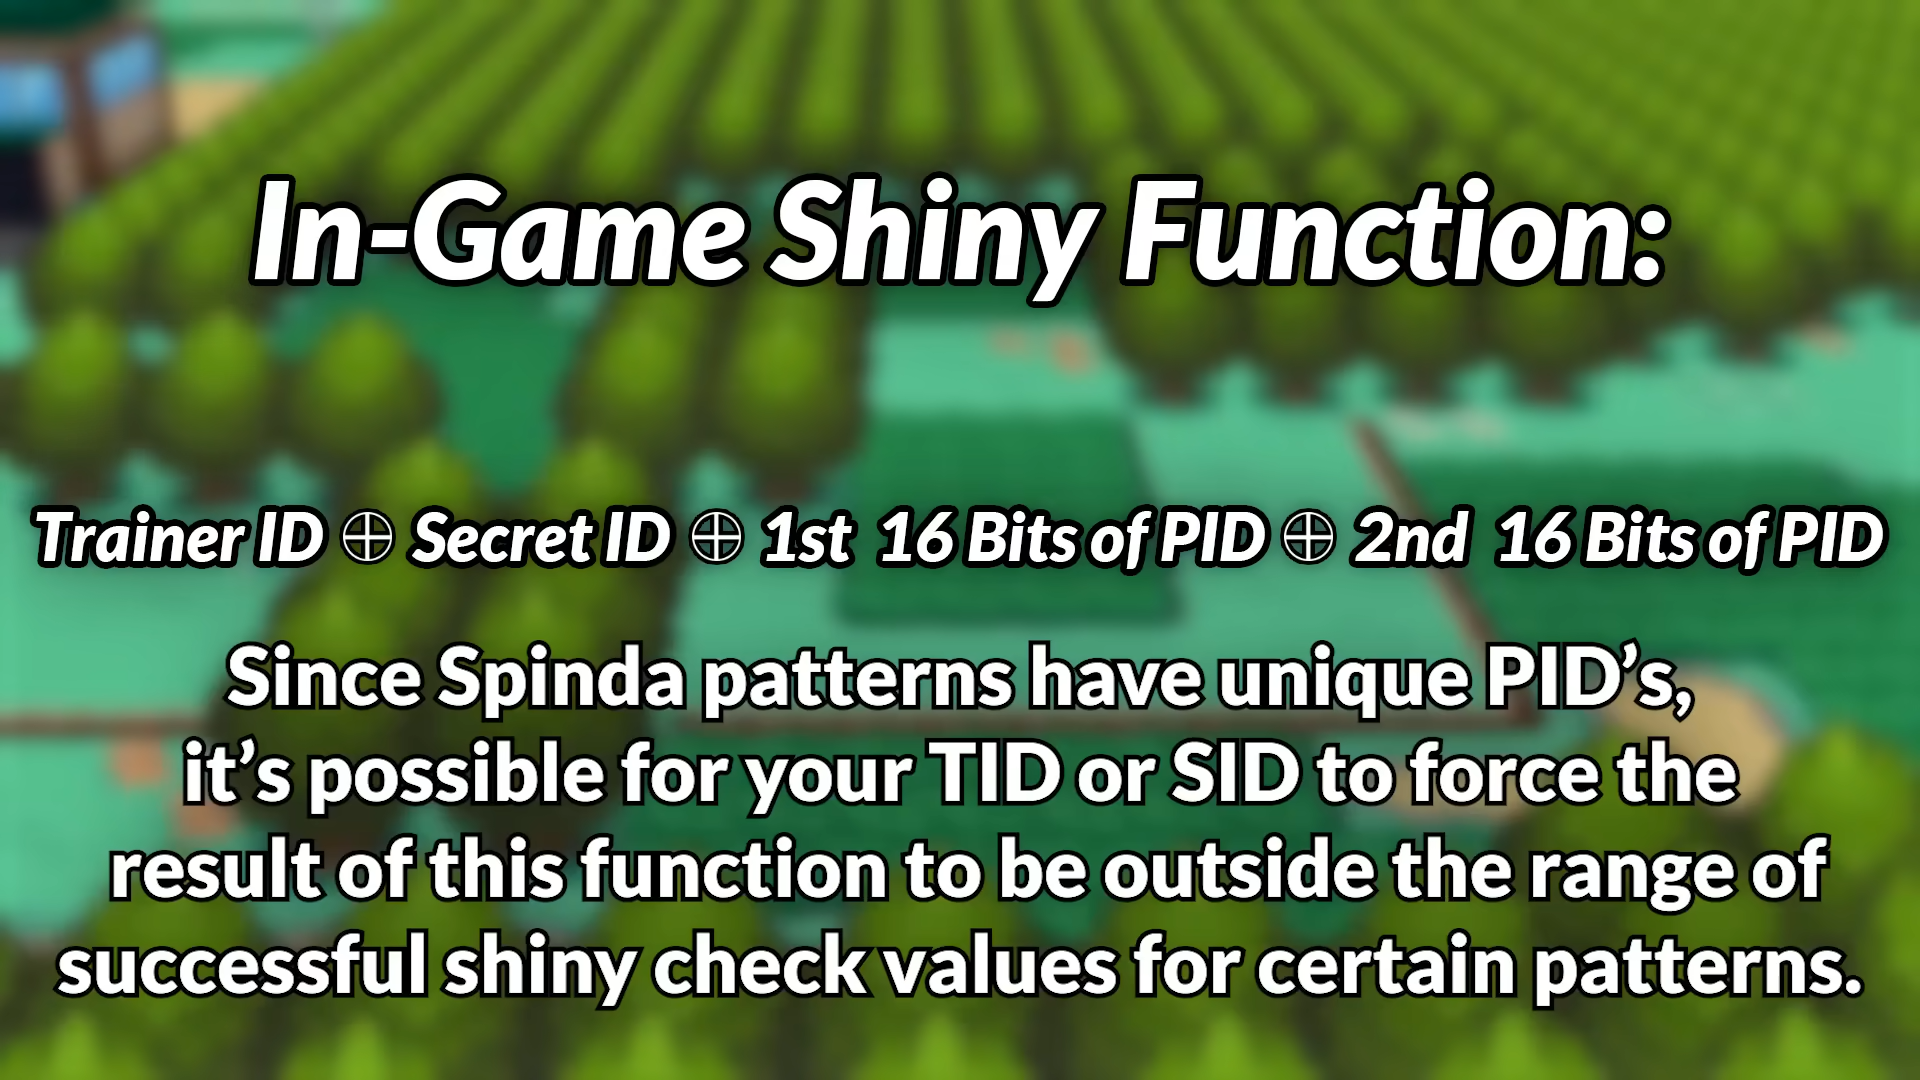 In-Game Shiny Function:
Trainer ID ⊕ Secret ID ⊕ 1st 16 Bits of PID ⊕ 2nd 16 Bits of PID
Since Spinda patterns have unique PID’s,
it’s possible for your TID or SID to force the
result of this function to be outside the range of
successful shiny check values for certain patterns.